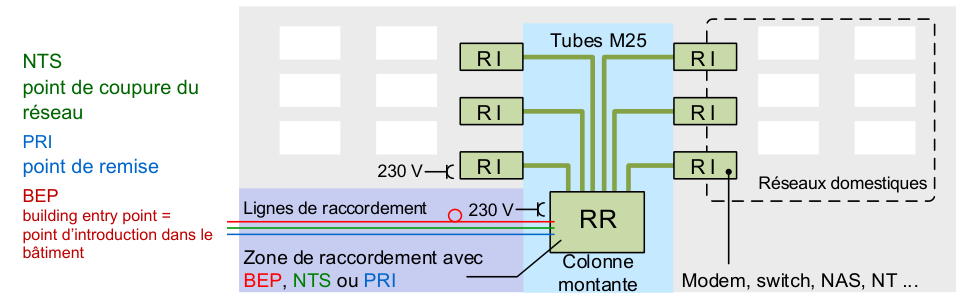 NTS
point de coupure du
réseau
PRI
point de remise
BEP
building entry point =
point d'introduction dans le
bâtiment
Tubes M25
R I
R I
R I
R I
R I
R I
230 V
Réseaux domestiques
Lignes de raccordement
230 V
RR
Zone de raccordement avec
BEP, NTS ou PRI
Colonne
montante
Modem, switch, NAS, NT ...